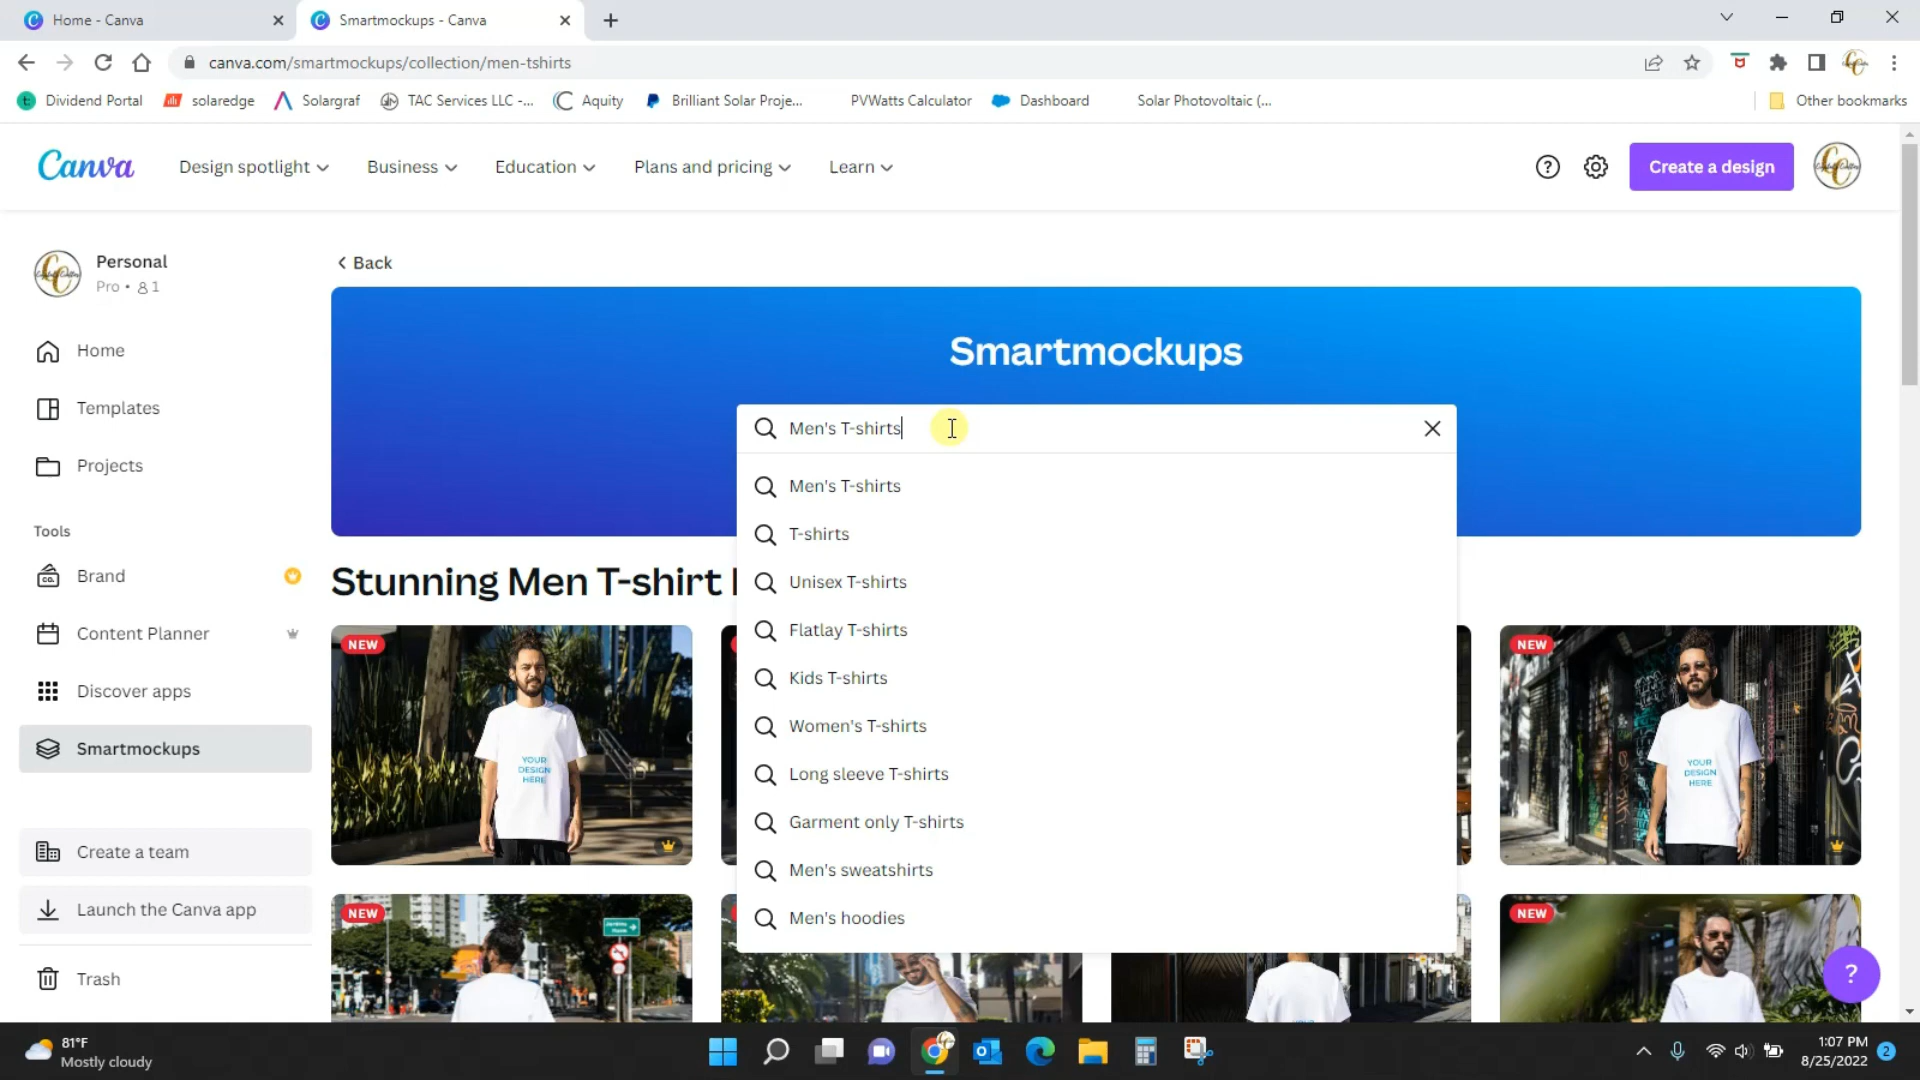 Home - Canva
Smartmockups - Canva
canva.com/smartmockups/collection/men-tshirts
Dividend Portal
solaredge
Solargraf
TAC Services LLC -...
Aquity
Brilliant Solar Proje...
PVWatts Calculator
Dashboard
Solar Photovoltaic (...
Other bookmarks
Canva
Design spotlight
Business
Education
Plans and pricing
Learn
Create a design
Personal
Pro • 1
Home
Templates
Projects
Tools
Brand
Content Planner
Discover apps
Smartmockups
Create a team
Launch the Canva app
Trash
Back
Smartmockups
Men's T-shirts
Men's T-shirts
T-shirts
Unisex T-shirts
Flatlay T-shirts
Kids T-shirts
Women's T-shirts
Long sleeve T-shirts
Garment only T-shirts
Men's sweatshirts
Men's hoodies
Stunning Men T-shirt
NEW
YOUR
DESIGN
HERE
NEW
YOUR
DESIGN
HERE
NEW
NEW
?
81°F
Mostly cloudy
1:07 PM
8/25/2022
2